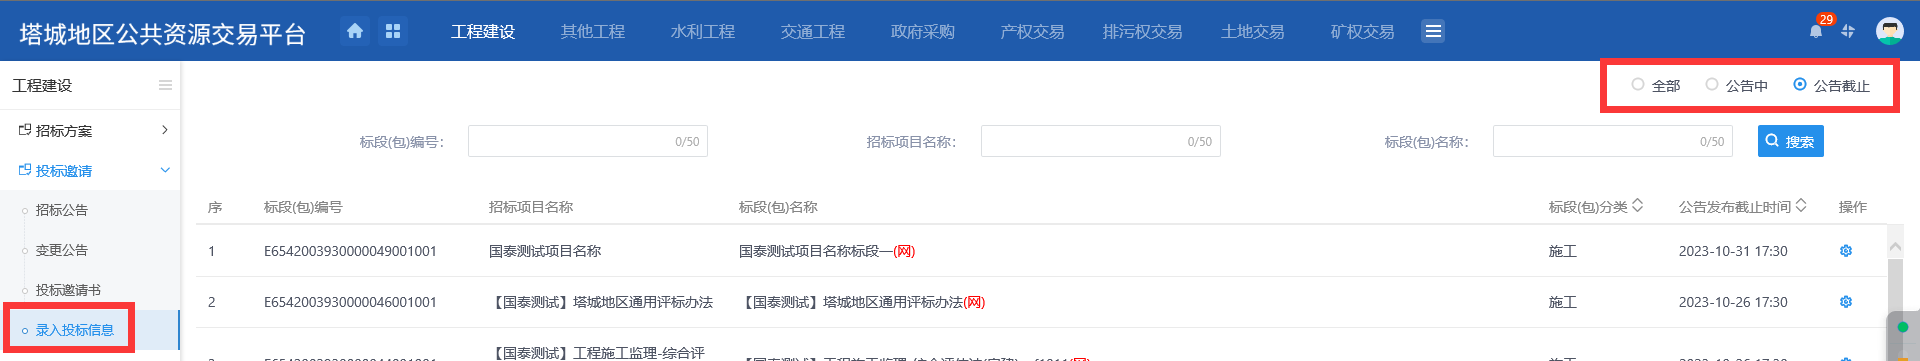 塔城地区公共资源交易平台 工程建设 其他工程 水利工程 交通工程 政府采购 产权交易 排污权交易 土地交易 矿权交易 29
工程建设
全部 公告中 公告截止
招标方案
标段(包)编号： 0/50 招标项目名称： 0/50 标段(包)名称： 0/50 搜索
投标邀请
招标公告
变更公告
投标邀请书
录入投标信息
序 标段(包)编号 招标项目名称 标段(包)名称 标段(包)分类 公告发布截止时间 操作
1 E6542003930000049001001 国泰测试项目名称 国泰测试项目名称标段一(网) 施工 2023-10-31 17:30
2 E6542003930000046001001 【国泰测试】塔城地区通用评标办法 【国泰测试】塔城地区通用评标办法(网) 施工 2023-10-26 17:30
【国泰测试】工程施工监理-综合评